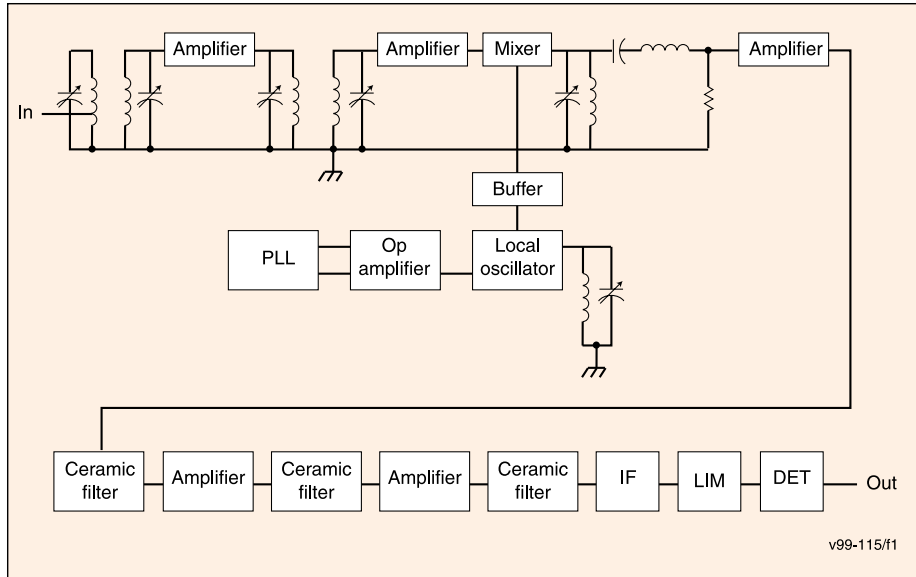 Amplifier
Amplifier
Mixer
Amplifier
In
Buffer
PLL
Op
amplifier
Local
oscillator
Ceramic
filter
Amplifier
Ceramic
filter
Amplifier
Ceramic
filter
IF
LIM
DET
Out
v99-115/f1